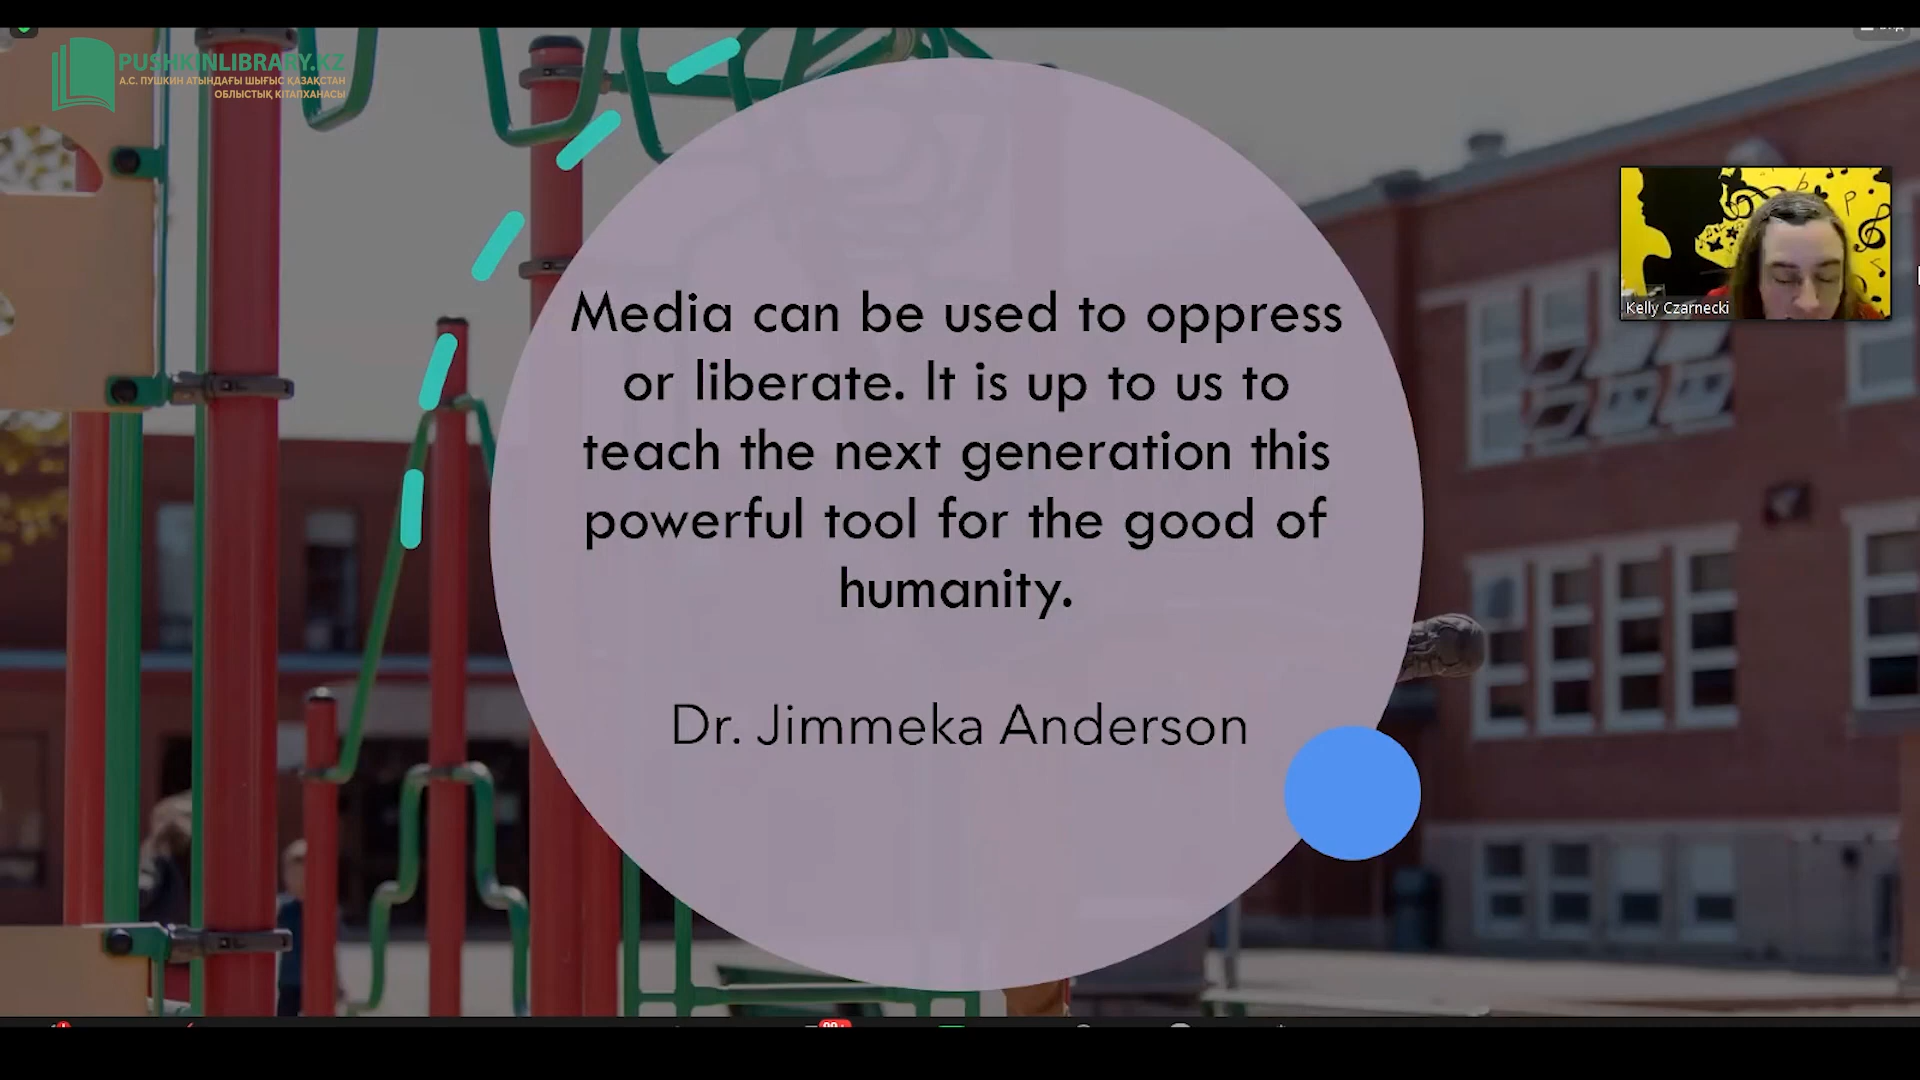 PUSHKINLIBRARY.KZ
А.С. ПУШКИН АТЫНДАҒЫ ШЫҒЫС ҚАЗАҚСТАН
ОБЛЫСТЫҚ КІТАПХАНАСЫ
Media can be used to oppress
or liberate. It is up to us to
teach the next generation this
powerful tool for the good of
humanity.
Dr. Jimmeka Anderson
Kelly Czarnecki